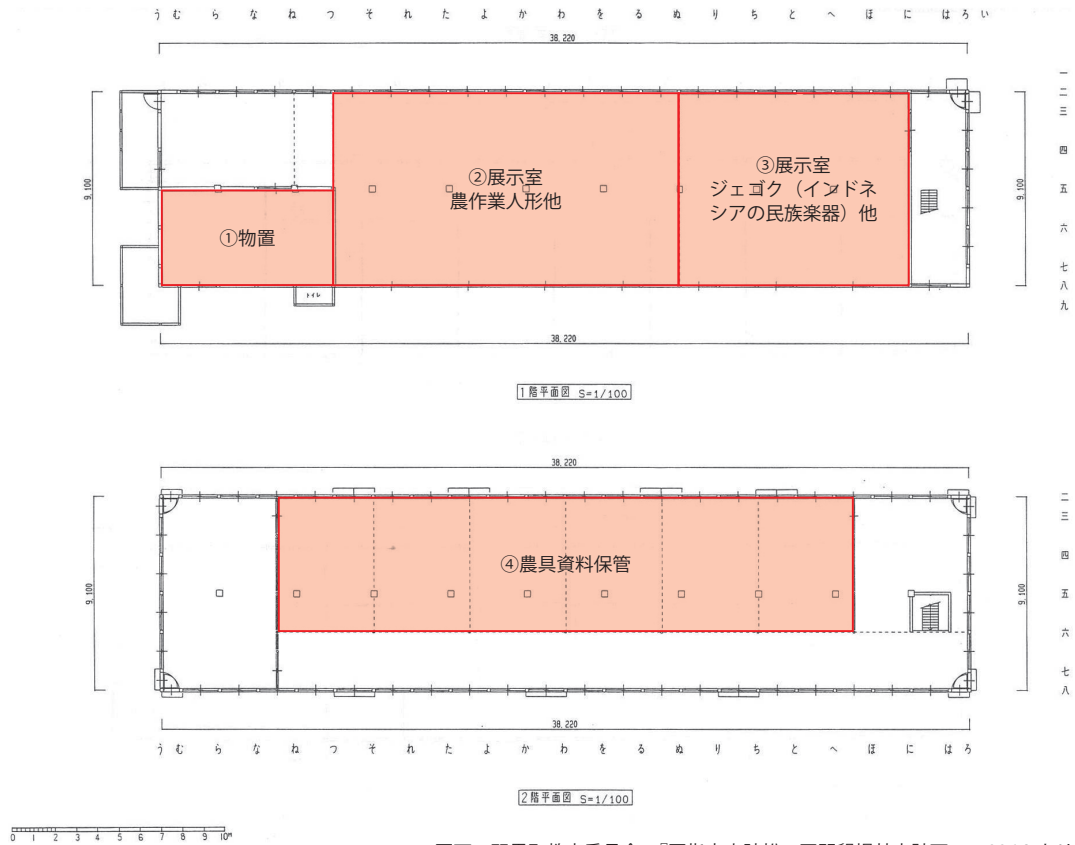 う む ら な ね つ そ れ た よ か わ を る ぬ り ち と へ ほ に は ろ い
38,220
一
二
三
四
五
六
七
八
九
9,100
9,100
②展示室
農作業人形他
③展示室
ジェゴグ（インドネ
シアの民族楽器）他
①物置
トイレ
38,220
1階平面図 S=1/100
38,220
二
三
四
五
六
七
八
9,100
9,100
④農具資料保管
38,220
う む ら な ね つ そ れ た よ か わ を る ぬ り ち と へ ほ に は ろ
2階平面図 S=1/100
0 1 2 3 4 5 6 7 8 9 10M